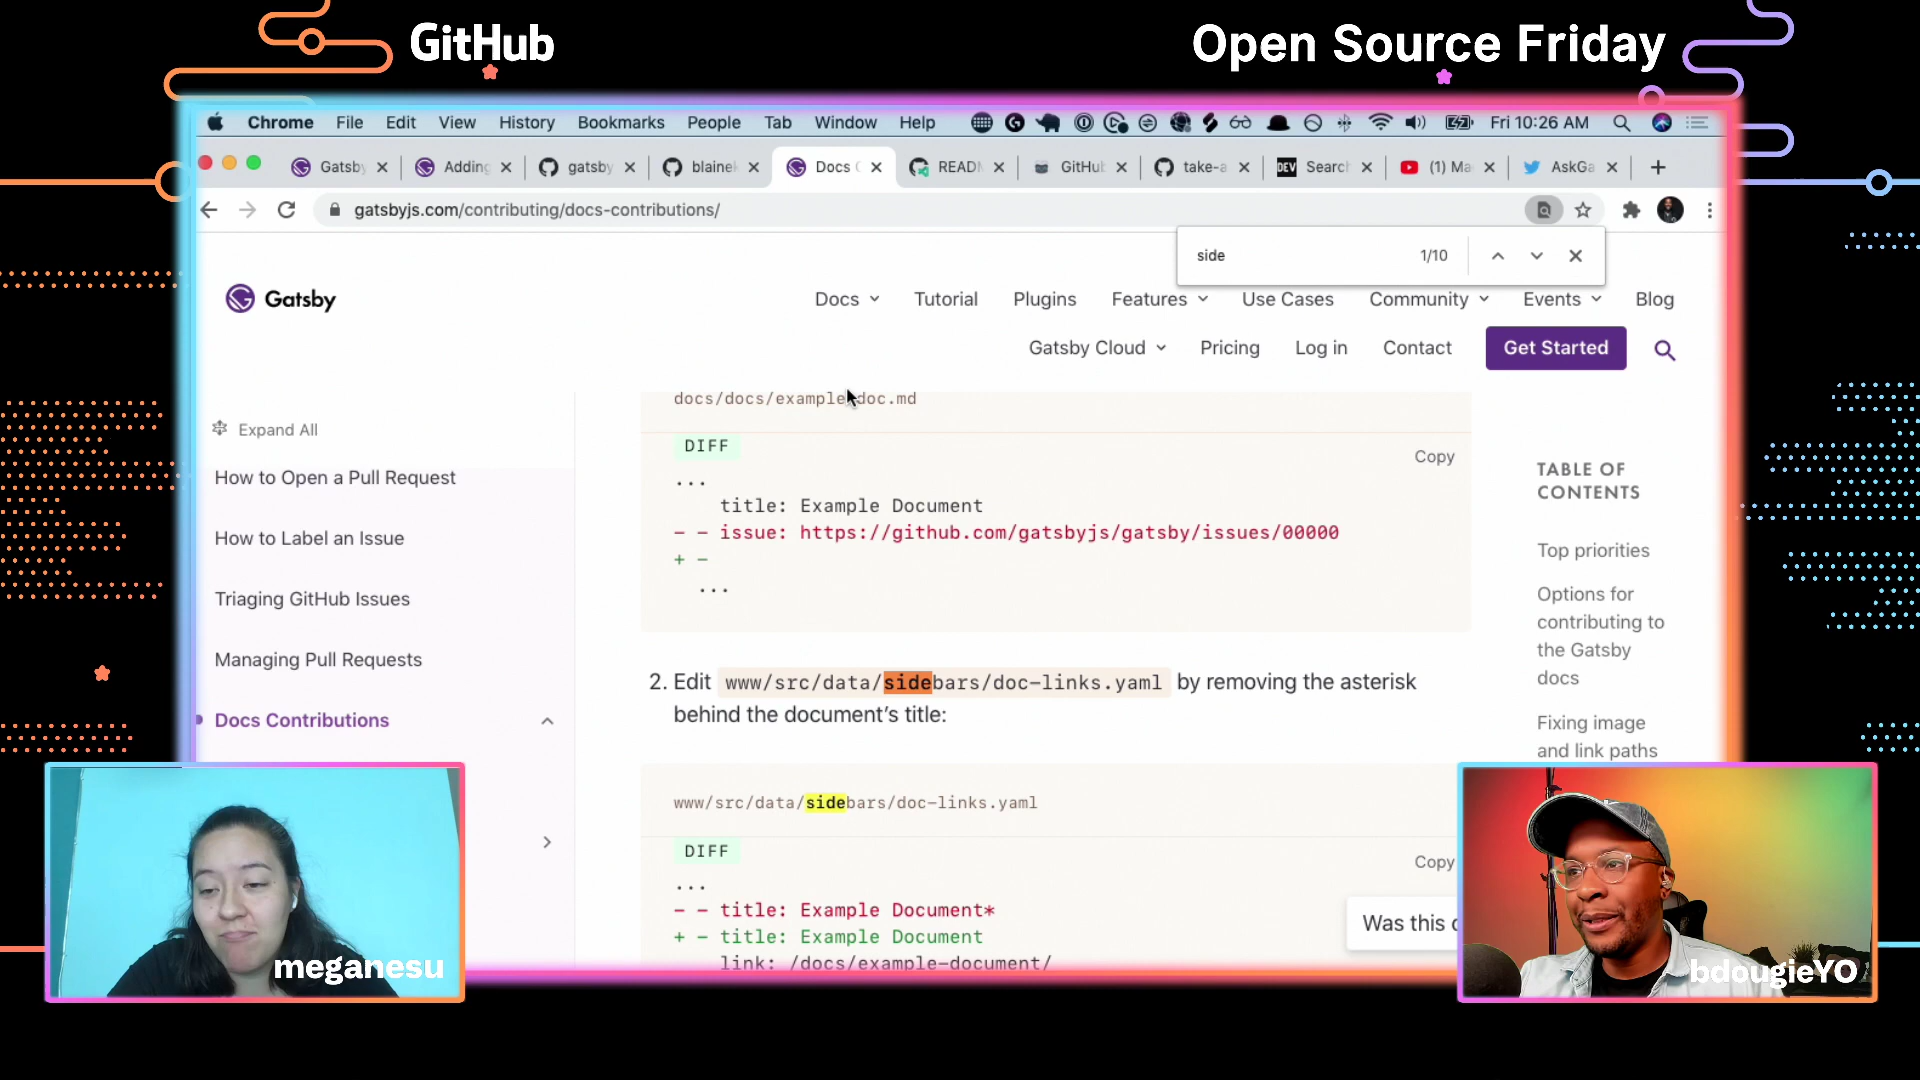 GitHub
Open Source Friday
Chrome File Edit View History Bookmarks People Tab Window Help Fri 10:26 AM
Gatsby Adding gatsby blaine Docs READ GitHub take-a DEV Search (1) Ma AskGa
gatsbyjs.com/contributing/docs-contributions/
side 1/10
Gatsby
Docs Tutorial Plugins Features Use Cases Community Events Blog
Gatsby Cloud Pricing Log in Contact Get Started
Expand All
How to Open a Pull Request
How to Label an Issue
Triaging GitHub Issues
Managing Pull Requests
Docs Contributions
docs/docs/example-doc.md
DIFF
Copy
...
title: Example Document
- - issue: https://github.com/gatsbyjs/gatsby/issues/00000
+ -
...
2. Edit www/src/data/sidebars/doc-links.yaml by removing the asterisk
behind the document's title:
www/src/data/sidebars/doc-links.yaml
DIFF
Copy
...
- - title: Example Document*
+ - title: Example Document
link: /docs/example-document/
TABLE OF
CONTENTS
Top priorities
Options for
contributing to
the Gatsby
docs
Fixing image
and link paths
Was this
meganesu
bdougieYO